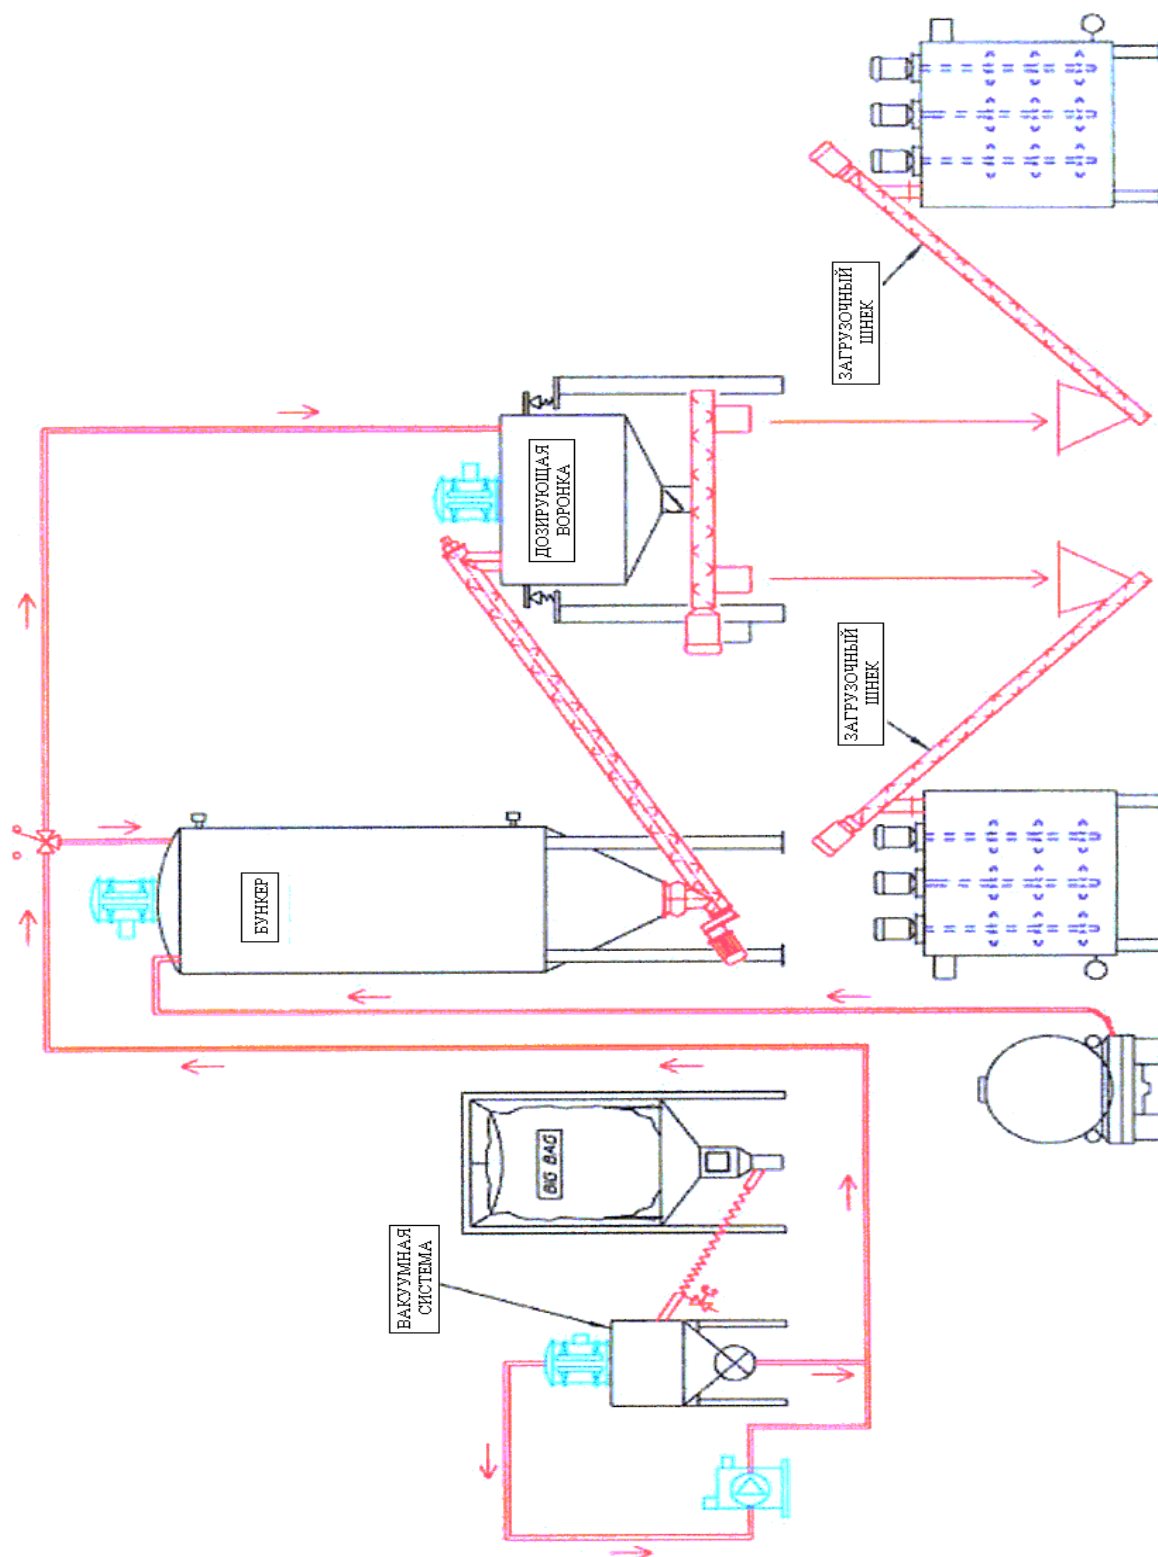 ВАКУУМНАЯ
СИСТЕМА
BIG BAG
БУНКЕР
ДОЗИРУЮЩАЯ
ВОРОНКА
ЗАГРУЗОЧНЫЙ
ШНЕК
ЗАГРУЗОЧНЫЙ
ШНЕК